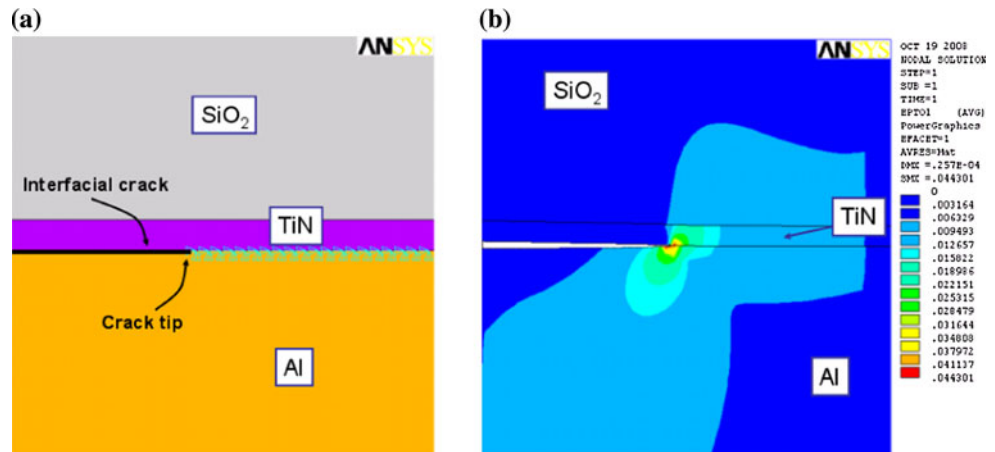 (a)
ANSYS
SiO2
Interfacial crack
TiN
Crack tip
Al
(b)
ANSYS
SiO2
TiN
Al
OCT 19 2008
NODAL SOLUTION
STEP=1
SUB =1
TIME=1
EPTO1 (AVG)
PowerGraphics
EFACET=1
AVRES=Mat
DMX =.257E-04
SMX =.044301
0
.003164
.006329
.009493
.012657
.015822
.018986
.022151
.025315
.028479
.031644
.034808
.037972
.041137
.044301